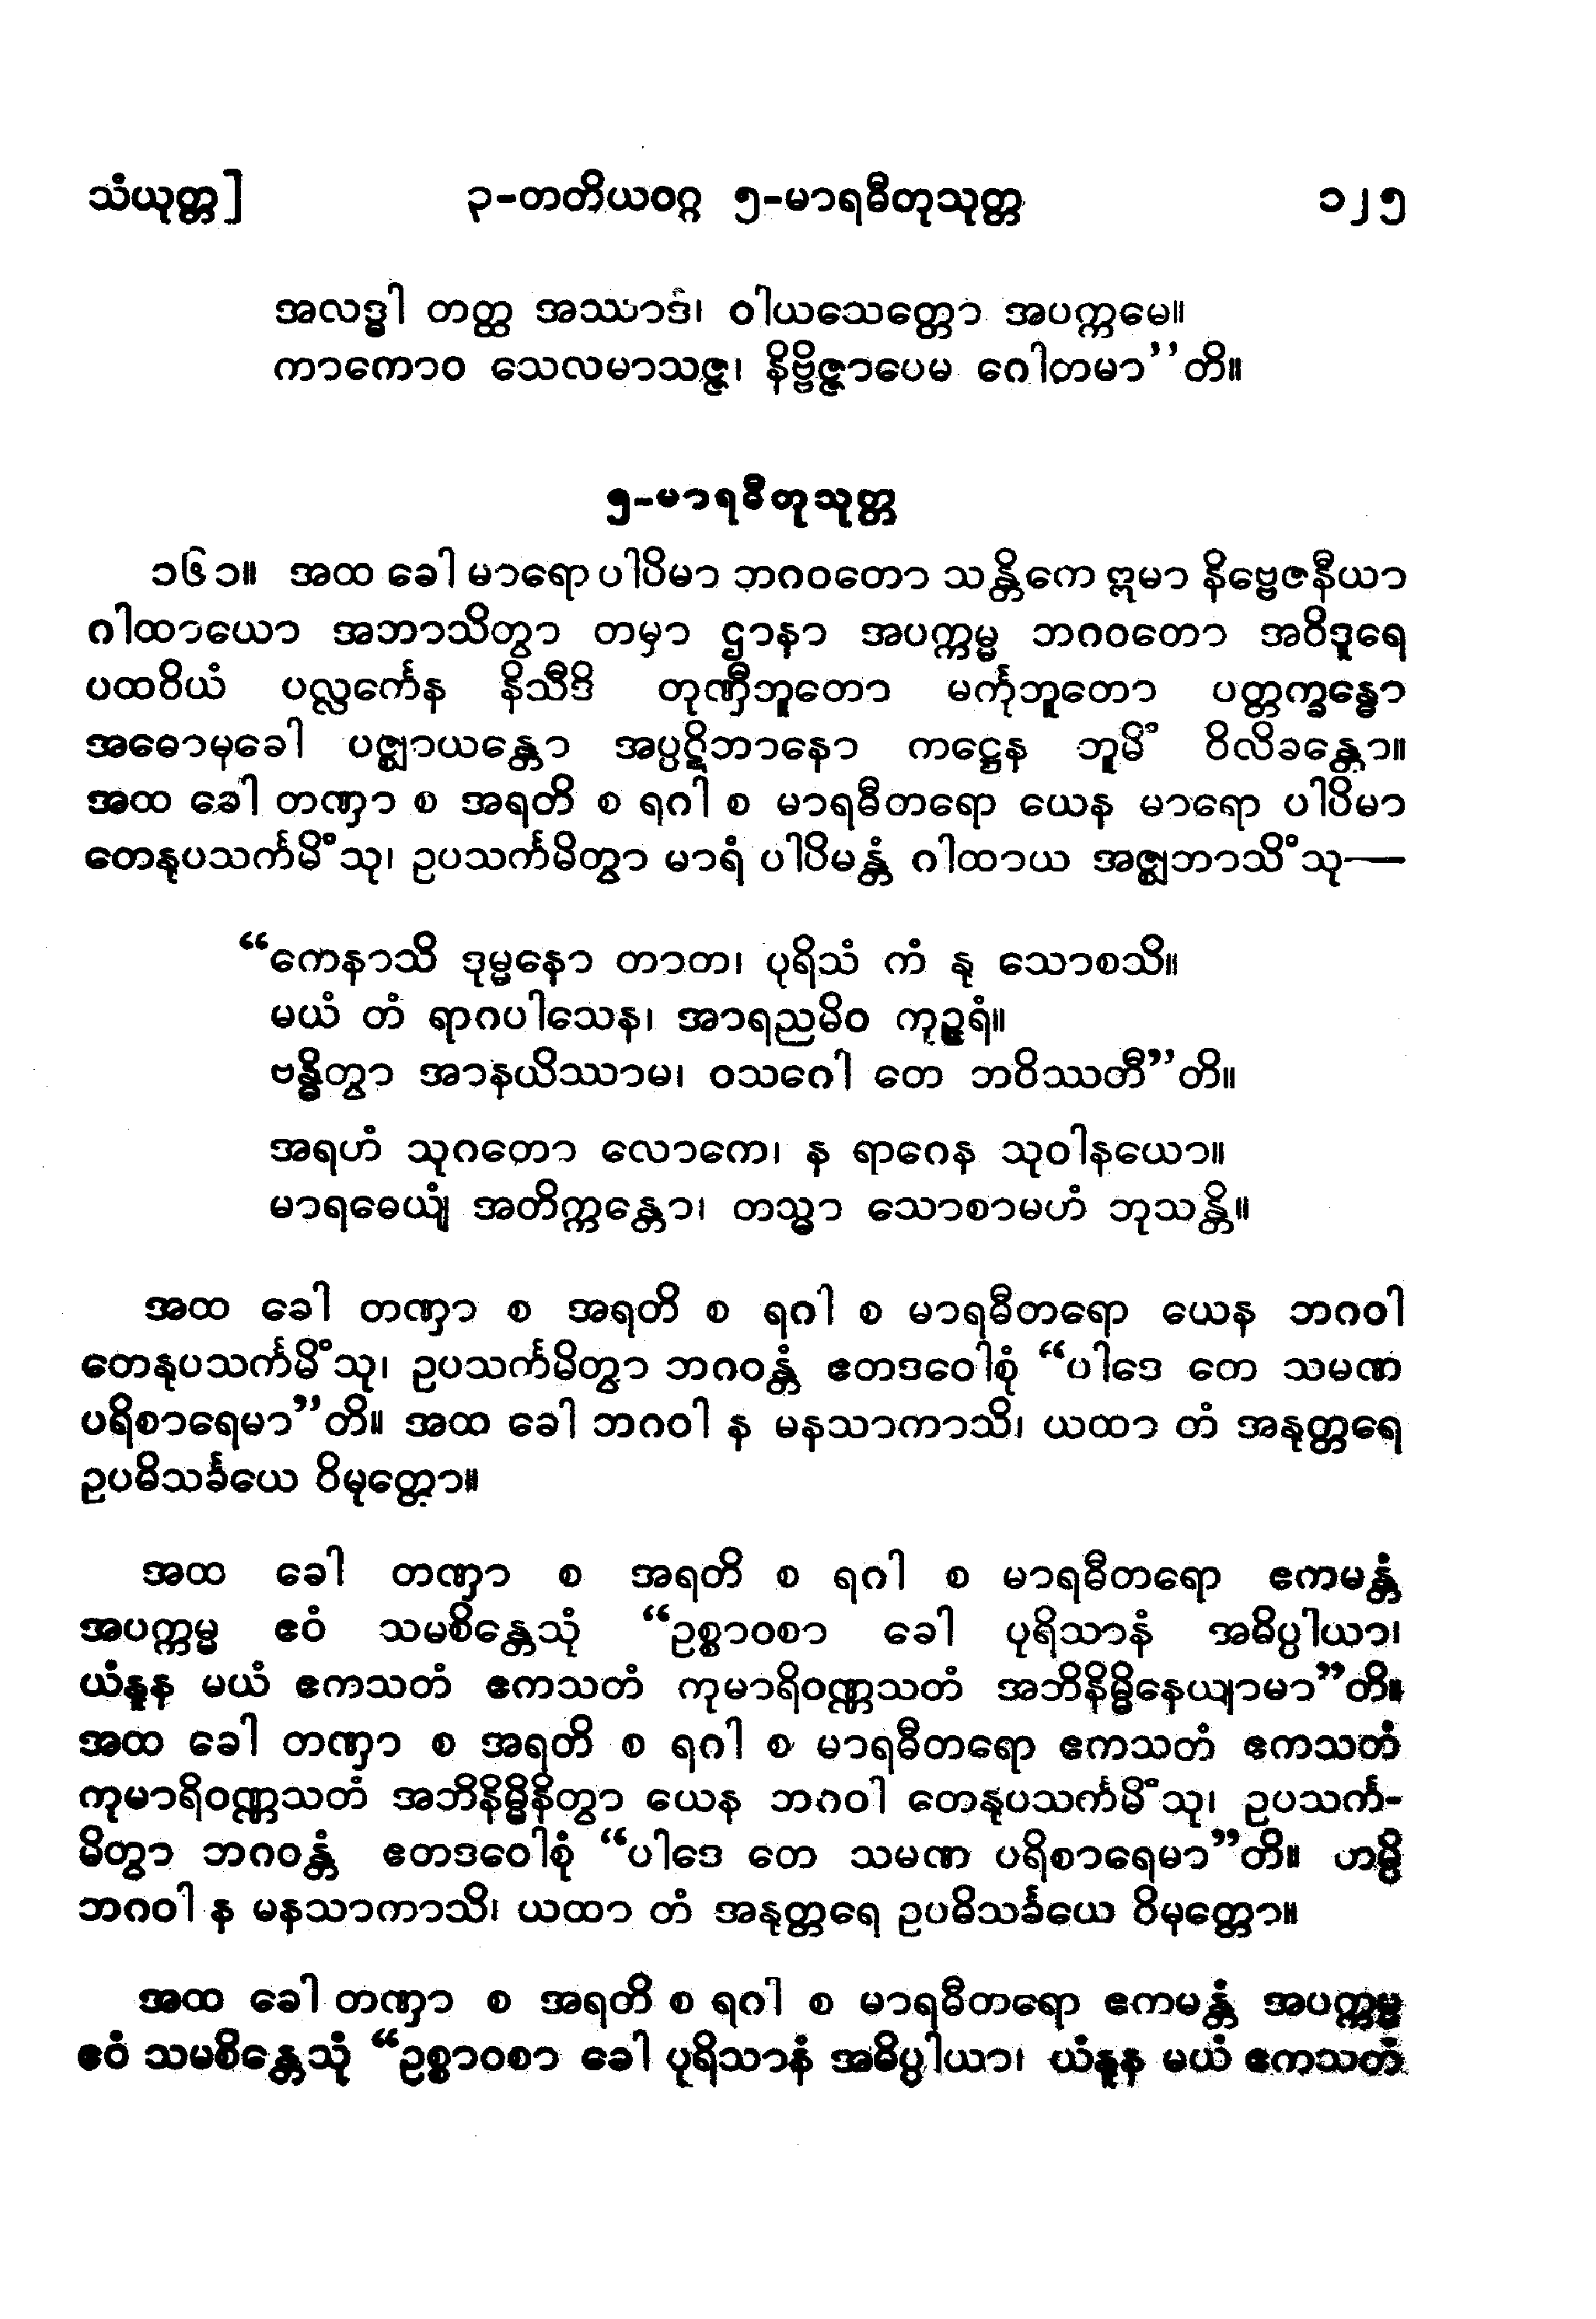 သံယုတ္တ]	၃-တတိယဝဂ္ဂ ၅-မာရဓီတုသုတ္တ	၁၂၅
အလဒ္ဓါ တတ္ထ အဿာဒံ၊ ဝါယသေတ္တော အပက္ကမေ။
ကာကောဝ သေလမာသဇ္ဇ၊ နိဗ္ဗိဇ္ဇာပေမ ဂေါတမာ”တိ။
၅-မာရဓီတုသုတ္တ
၁၆၁။ အထ ခေါ မာရော ပါပိမာ ဘဂဝတော သန္တိကေ ဣမာ နိဗ္ဗေဇနီယာ
ဂါထာယော အဘာသိတွာ တမှာ ဌာနာ အပက္ကမ္မ ဘဂဝတော အဝိဒူရေ
ပထဝိယံ ပလ္လင်္ကေန နိသီဒိ တုဏှီဘူတော မင်္ကုဘူတော ပတ္တက္ခန္ဓော
အဓောမုခေါ ပဇ္ဈာယန္တော အပ္ပဋိဘာနော ကဋ္ဌေန ဘူမိံ ဝိလိခန္တော။
အထ ခေါ တဏှာ စ အရတိ စ ရဂါ စ မာရဓီတရော ယေန မာရော ပါပိမာ
တေနုပသင်္ကမိံသု၊ ဥပသင်္ကမိတွာ မာရံ ပါပိမန္တံ ဂါထာယ အဇ္ဈဘာသိံသု—
“ကေနာသိ ဒုမ္မနော တာတ၊ ပုရိသံ ကံ နု သောစသိ။
မယံ တံ ရာဂပါသေန၊ အာရညမိဝ ကုဉ္ဇရံ။
ဗန္ဓိတွာ အာနယိဿာမ၊ ဝသဂေါ တေ ဘဝိဿတီ”တိ။
အရဟံ သုဂတော လောကေ၊ န ရာဂေန သုဝါနယော။
မာရဓေယျံ အတိက္ကန္တော၊ တသ္မာ သောစာမဟံ ဘုသန္တိ။
အထ ခေါ တဏှာ စ အရတိ စ ရဂါ စ မာရဓီတရော ယေန ဘဂဝါ
တေနုပသင်္ကမိံသု၊ ဥပသင်္ကမိတွာ ဘဂဝန္တံ ဧတဒဝေါစုံ “ပါဒေ တေ သမဏ
ပရိစာရေမာ”တိ။ အထ ခေါ ဘဂဝါ န မနသာကာသိ၊ ယထာ တံ အနုတ္တရေ
ဥပဓိသင်္ခယေ ဝိမုတ္တော။
အထ ခေါ တဏှာ စ အရတိ စ ရဂါ စ မာရဓီတရော ဧကမန္တံ
အပက္ကမ္မ ဧဝံ သမစိန္တေသုံ “ဥစ္စာဝစာ ခေါ ပုရိသာနံ အဓိပ္ပါယာ၊
ယံနူန မယံ ဧကသတံ ဧကသတံ ကုမာရိဝဏ္ဏသတံ အဘိနိမ္မိနေယျာမာ”တိ။
အထ ခေါ တဏှာ စ အရတိ စ ရဂါ စ မာရဓီတရော ဧကသတံ ဧကသတံ
ကုမာရိဝဏ္ဏသတံ အဘိနိမ္မိနိတွာ ယေန ဘဂဝါ တေနုပသင်္ကမိံသု၊ ဥပသင်္က-
မိတွာ ဘဂဝန္တံ ဧတဒဝေါစုံ “ပါဒေ တေ သမဏ ပရိစာရေမာ”တိ။ တမ္ပိ
ဘဂဝါ န မနသာကာသိ၊ ယထာ တံ အနုတ္တရေ ဥပဓိသင်္ခယေ ဝိမုတ္တော။
အထ ခေါ တဏှာ စ အရတိ စ ရဂါ စ မာရဓီတရော ဧကမန္တံ အပက္ကမ္မ
ဧဝံ သမစိန္တေသုံ “ဥစ္စာဝစာ ခေါ ပုရိသာနံ အဓိပ္ပါယာ၊ ယံနူန မယံ ဧကသတံ